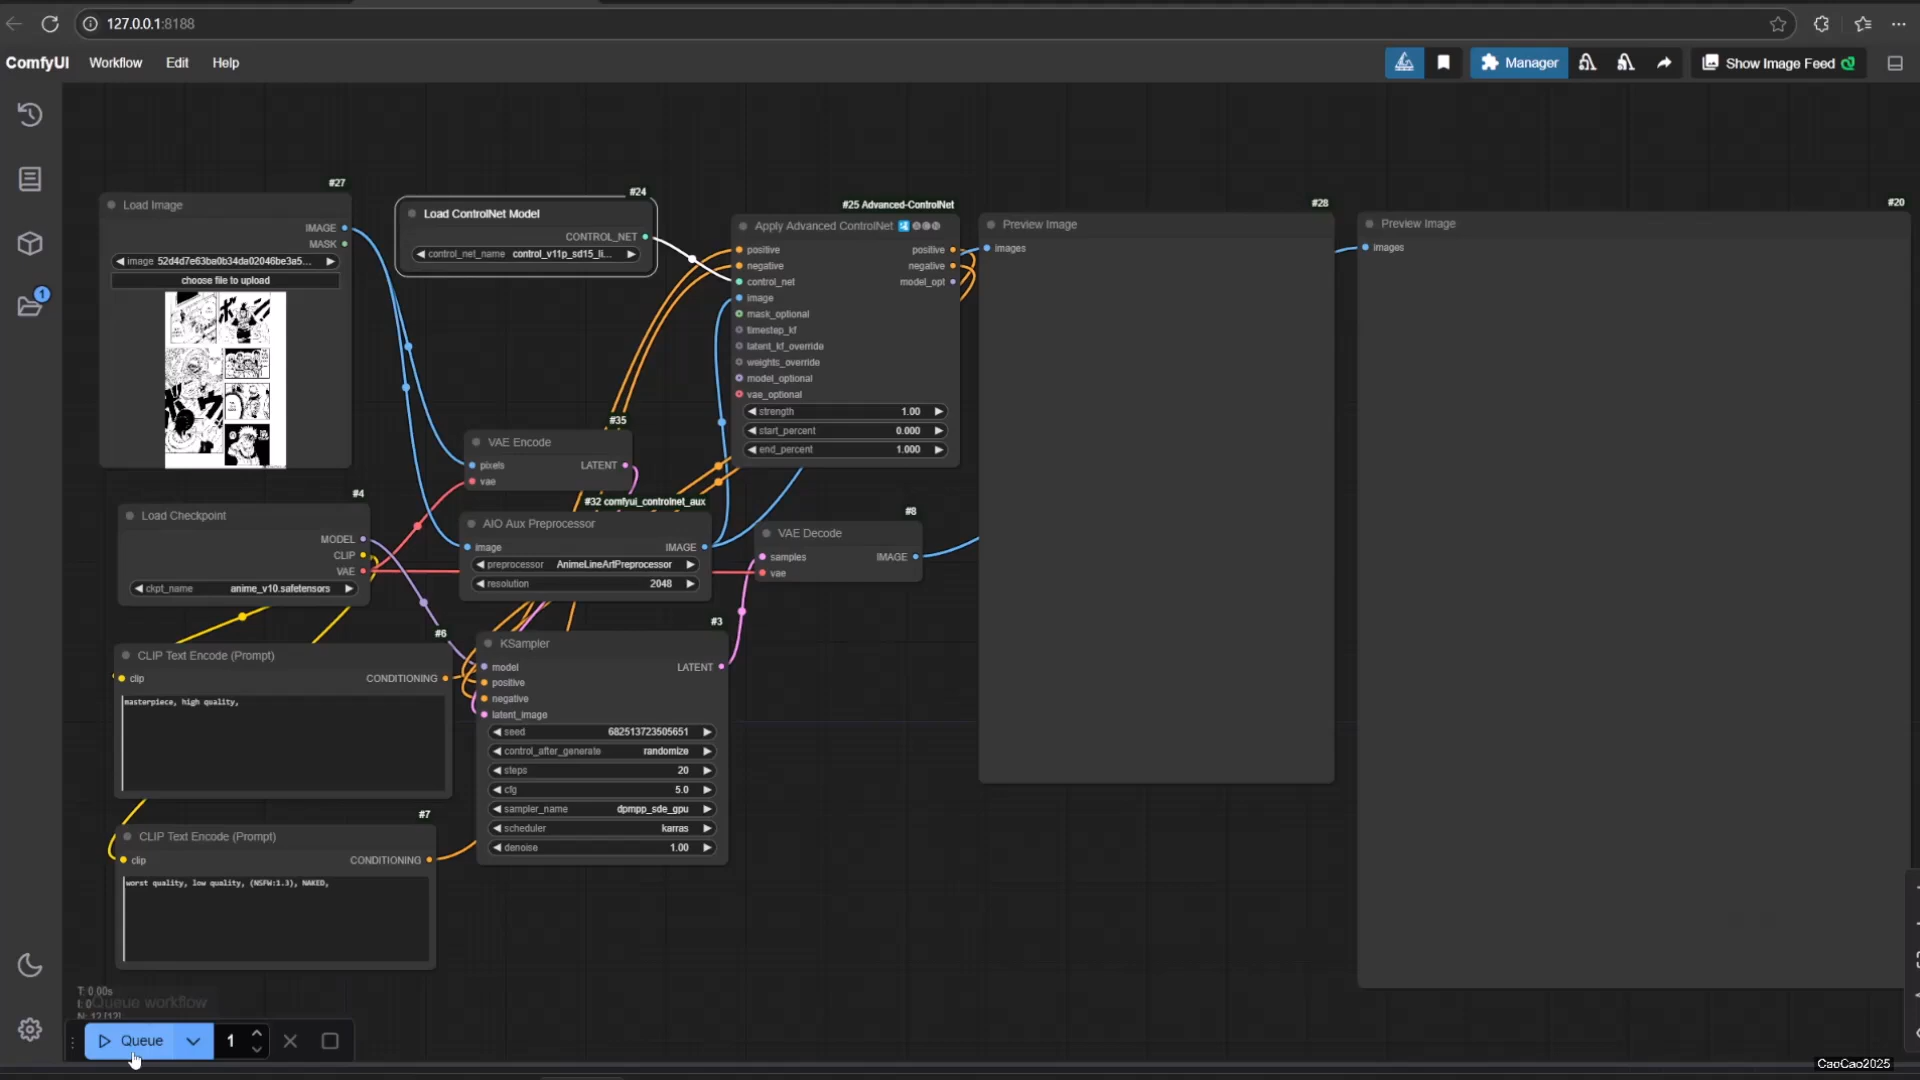 127.0.0.1:8188
ComfyUI
Workflow
Edit
Help
Manager
Show Image Feed
#27
Load Image
IMAGE
MASK
image 52d4d7e63ba0b34da02046be3a5...
choose file to upload
#24
Load ControlNet Model
CONTROL_NET
control_net_name control_v11p_sd15_li...
#25 Advanced-ControlNet
Apply Advanced ControlNet
positive positive
negative negative
control_net model_opt
image
mask_optional
timestep_kf
latent_kf_override
weights_override
model_optional
vae_optional
strength 1.00
start_percent 0.000
end_percent 1.000
#28
Preview Image
images
#20
Preview Image
images
#35
VAE Encode
pixels LATENT
vae
#4
Load Checkpoint
MODEL
CLIP
VAE
ckpt_name anime_v10.safetensors
#32 comfyui_controlnet_aux
AIO Aux Preprocessor
image IMAGE
preprocessor AnimeLineArtPreprocessor
resolution 2048
#8
VAE Decode
samples IMAGE
vae
#6
CLIP Text Encode (Prompt)
clip CONDITIONING
masterpiece, high quality,
#3
KSampler
model LATENT
positive
negative
latent_image
seed 682513723505651
control_after_generate randomize
steps 20
cfg 5.0
sampler_name dpmpp_sde_gpu
scheduler karras
denoise 1.00
#7
CLIP Text Encode (Prompt)
clip CONDITIONING
worst quality, low quality, (NSFW:1.3), NAKED,
1
T: 0.00s
I: 0
N: 12 [12]
Queue workflow
Queue
1
CaoCao2025